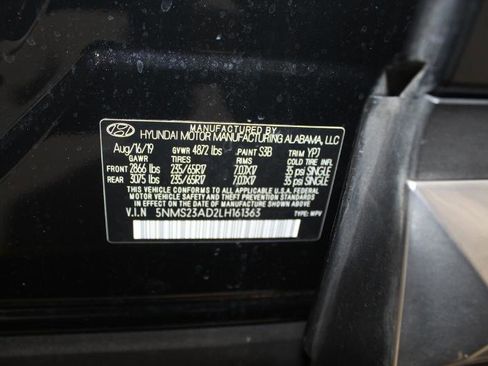 MANUFACTURED BY
HYUNDAI MOTOR MANUFACTURING ALABAMA, LLC
Aug/16/19 GVWR 4872 lbs PAINT S3B TRIM YPJ
GAWR TIRES RIMS COLD TIRE INFL
FRONT 2866 lbs 235/65R17 7.0JX17 35 psi SINGLE
REAR 3075 lbs 235/65R17 7.0JX17 35 psi SINGLE
THIS VEHICLE CONFORMS TO ALL APPLICABLE U.S.A FEDERAL
MOTOR VEHICLE SAFETY AND THEFT PREVENTION STANDARDS
IN EFFECT ON THE DATE OF MANUFACTURE SHOWN ABOVE.
V.I.N 5NMS23AD2LH161363 TYPE: MPV